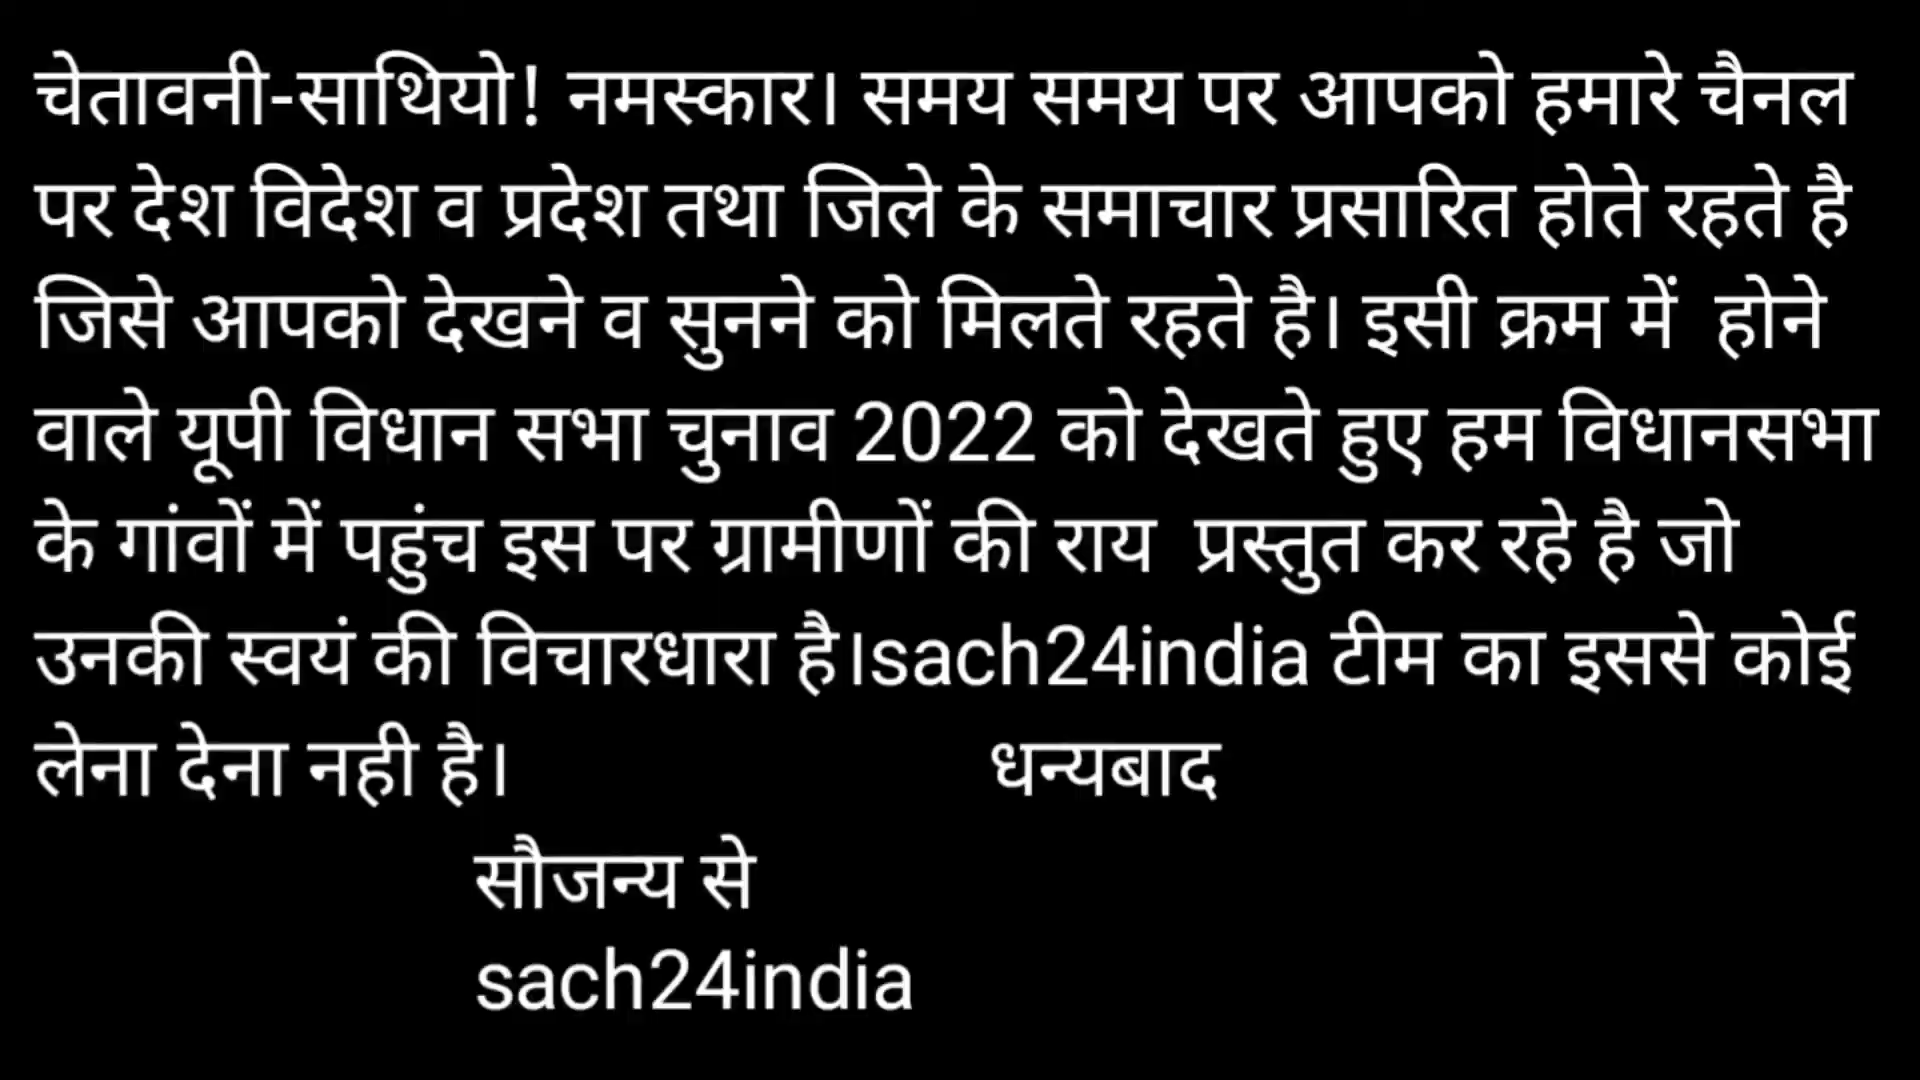 चेतावनी-साथियो! नमस्कार। समय समय पर आपको हमारे चैनल
पर देश विदेश व प्रदेश तथा जिले के समाचार प्रसारित होते रहते है
जिसे आपको देखने व सुनने को मिलते रहते है। इसी क्रम में  होने
वाले यूपी विधान सभा चुनाव 2022 को देखते हुए हम विधानसभा
के गांवों में पहुंच इस पर ग्रामीणों की राय  प्रस्तुत कर रहे है जो
उनकी स्वयं की विचारधारा है।sach24india टीम का इससे कोई
लेना देना नही है। धन्यबाद
सौजन्य से
sach24india